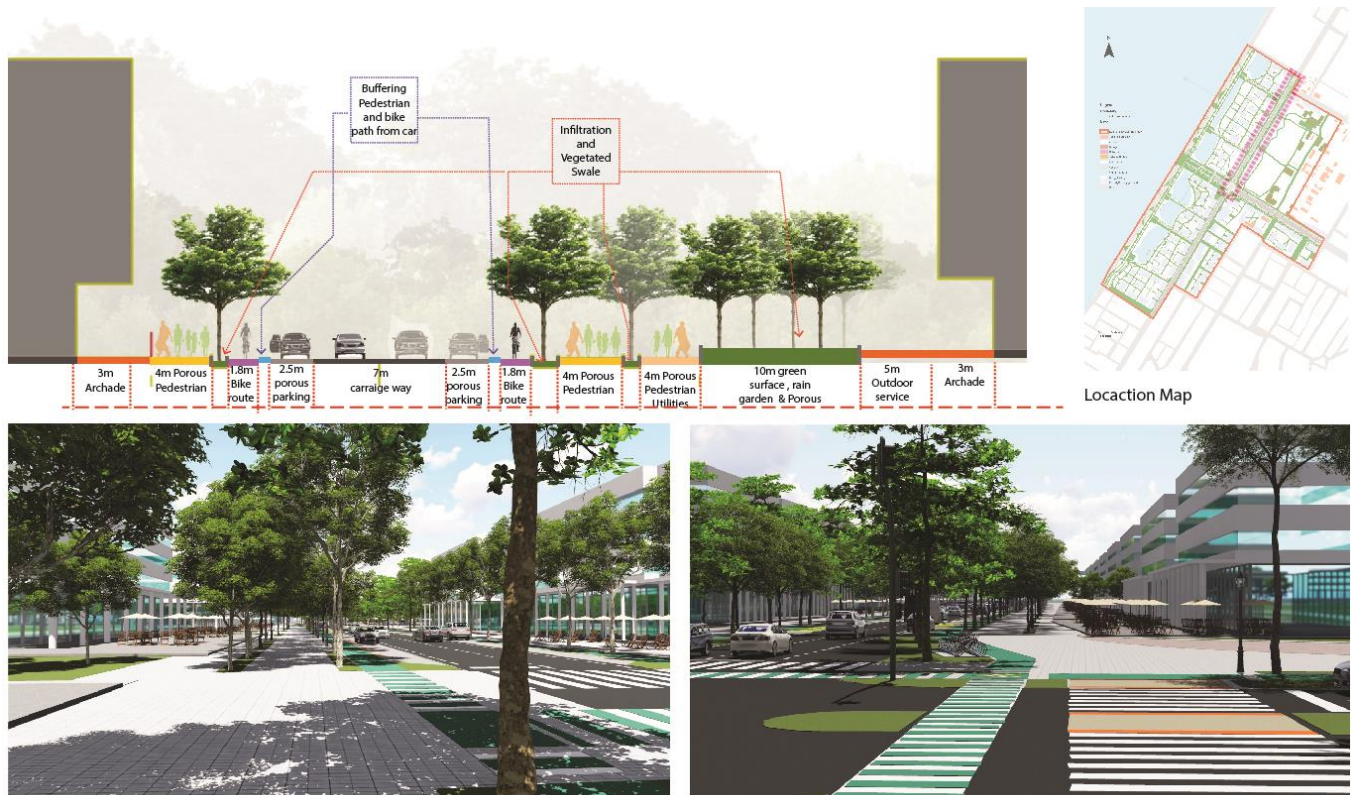 Buffering
Pedestrian
and bike
path from car
Infiltration
and
Vegetated
Swale
3m
Archade
4m Porous
Pedestrian
1.8m
Bike
route
2.5m
porous
parking
7m
carraige way
2.5m
porous
parking
1.8m
Bike
route
4m Porous
Pedestrian
4m Porous
Pedestrian
Utilities
10m green
surface , rain
garden & Porous
5m
Outdoor
service
3m
Archade
N
Locaction Map